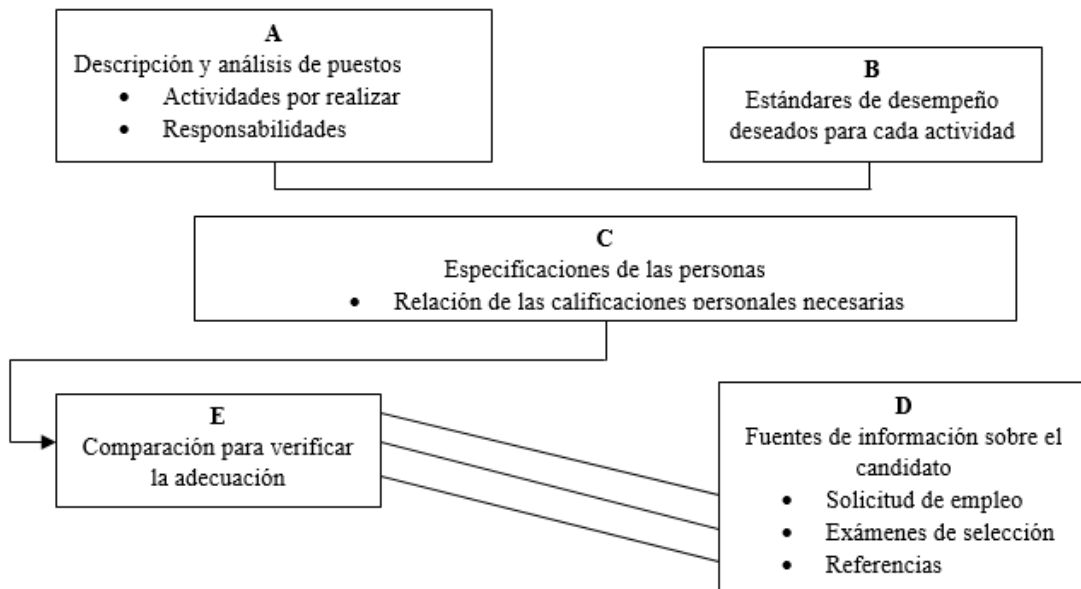 A
Descripción y análisis de puestos
• Actividades por realizar
• Responsabilidades
B
Estándares de desempeño
deseados para cada actividad
C
Especificaciones de las personas
• Relación de las calificaciones personales necesarias
E
Comparación para verificar
la adecuación
D
Fuentes de información sobre el
candidato
• Solicitud de empleo
• Exámenes de selección
• Referencias